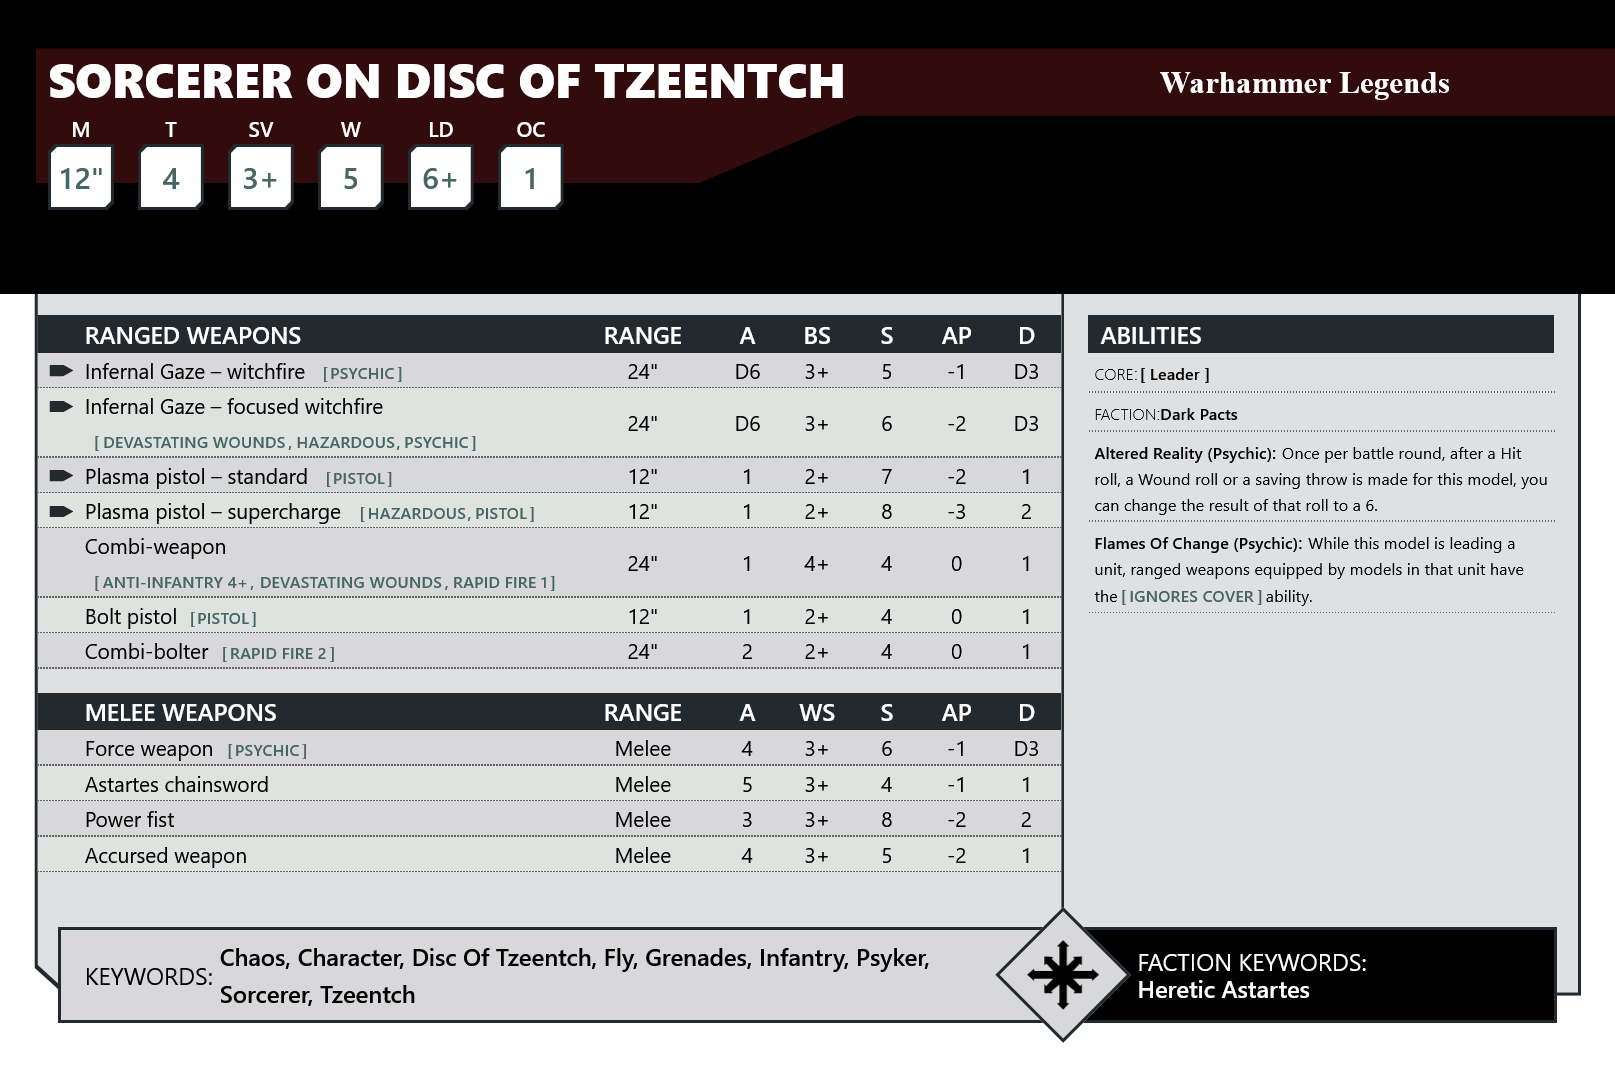 SORCERER ON DISC OF TZEENTCH
Warhammer Legends
M T SV W LD OC
12" 4 3+ 5 6+ 1
RANGED WEAPONS RANGE A BS S AP D
Infernal Gaze – witchfire [PSYCHIC] 24" D6 3+ 5 -1 D3
Infernal Gaze – focused witchfire
[DEVASTATING WOUNDS, HAZARDOUS, PSYCHIC] 24" D6 3+ 6 -2 D3
Plasma pistol – standard [PISTOL] 12" 1 2+ 7 -2 1
Plasma pistol – supercharge [HAZARDOUS, PISTOL] 12" 1 2+ 8 -3 2
Combi-weapon
[ANTI-INFANTRY 4+, DEVASTATING WOUNDS, RAPID FIRE 1] 24" 1 4+ 4 0 1
Bolt pistol [PISTOL] 12" 1 2+ 4 0 1
Combi-bolter [RAPID FIRE 2] 24" 2 2+ 4 0 1
MELEE WEAPONS RANGE A WS S AP D
Force weapon [PSYCHIC] Melee 4 3+ 6 -1 D3
Astartes chainsword Melee 5 3+ 4 -1 1
Power fist Melee 3 3+ 8 -2 2
Accursed weapon Melee 4 3+ 5 -2 1
ABILITIES
CORE: [ Leader ]
FACTION:Dark Pacts
Altered Reality (Psychic): Once per battle round, after a Hit
roll, a Wound roll or a saving throw is made for this model, you
can change the result of that roll to a 6.
Flames Of Change (Psychic): While this model is leading a
unit, ranged weapons equipped by models in that unit have
the [IGNORES COVER] ability.
KEYWORDS: Chaos, Character, Disc Of Tzeentch, Fly, Grenades, Infantry, Psyker,
Sorcerer, Tzeentch
FACTION KEYWORDS:
Heretic Astartes